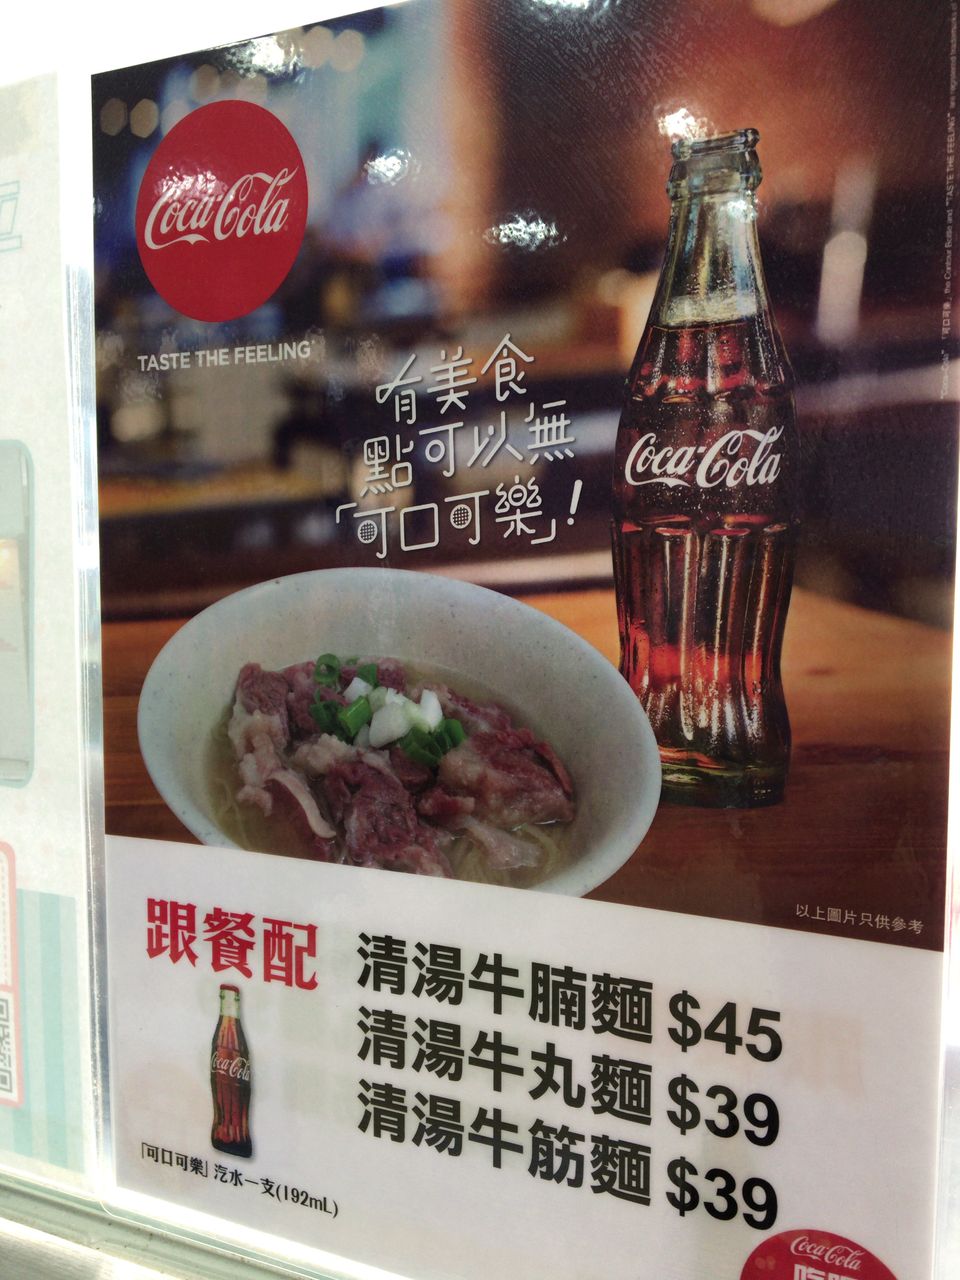 Coca-Cola
TASTE THE FEELING
有美食
點可以無
「可口可樂」!
Coca-Cola
以上圖片只供參考
跟餐配
清湯牛腩麵 $45
清湯牛丸麵 $39
清湯牛筋麵 $39
Coca-Cola
「可口可樂」汽水一支(192mL)
Coca-Cola